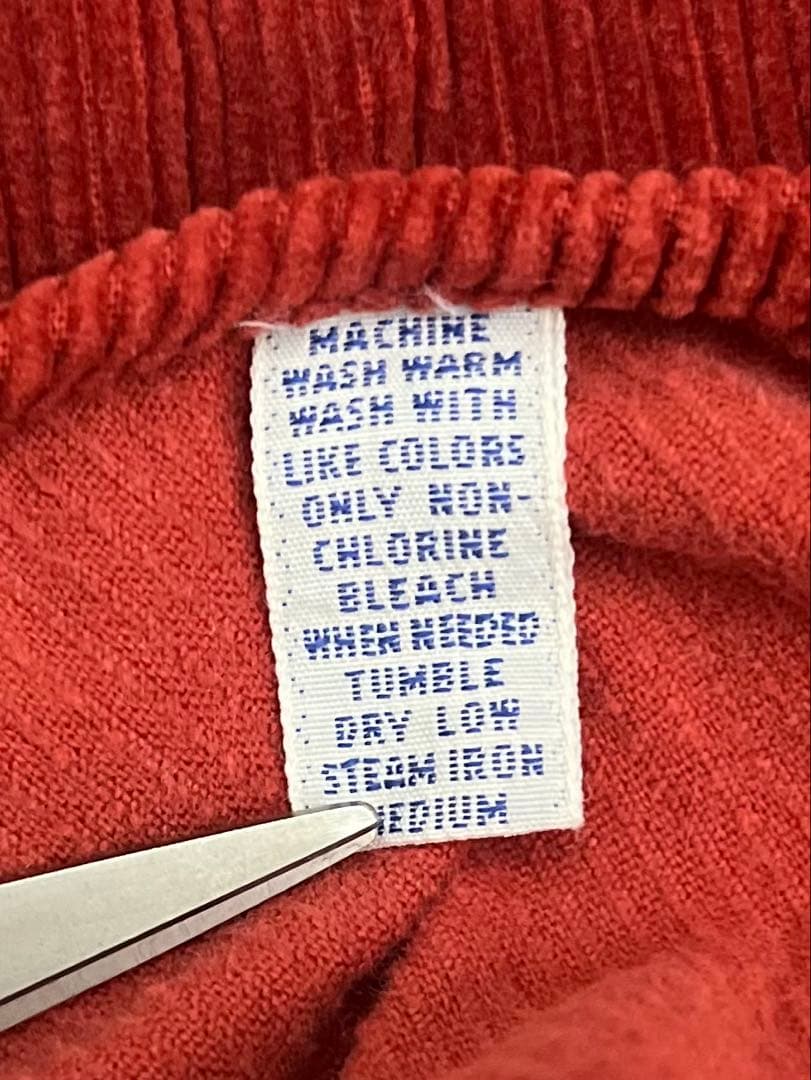 MACHINE
WASH WARM
WASH WITH
LIKE COLORS
ONLY NON-
CHLORINE
BLEACH
WHEN NEEDED
TUMBLE
DRY LOW
STEAM IRON
MEDIUM